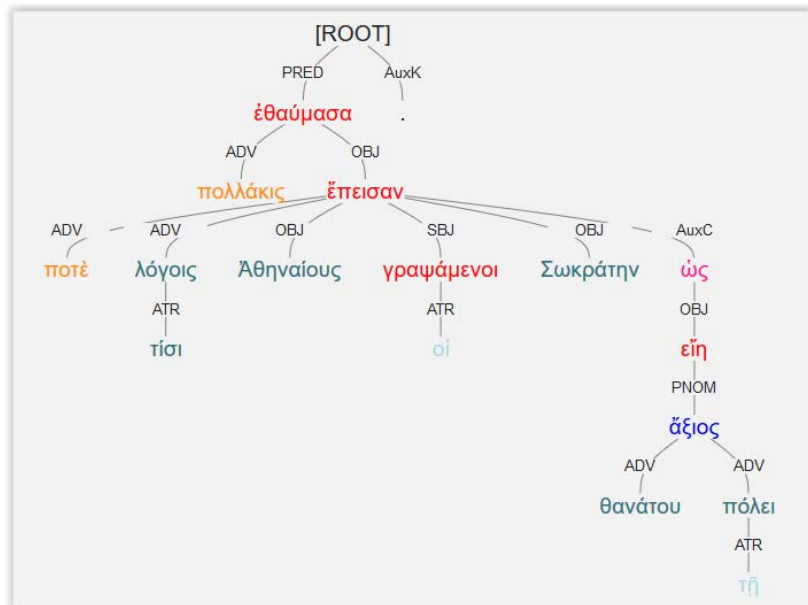 [ROOT]
PRED AuxK
ἐθαύμασα .
ADV OBJ
πολλάκις ἔπεισαν
ADV ADV OBJ SBJ OBJ AuxC
ποτὲ λόγοις Ἀθηναίους γραψάμενοι Σωκράτην ὡς
ATR ATR OBJ
τίσι οἱ εἴη
PNOM
ἄξιος
ADV ADV
θανάτου πόλει
ATR
τῇ